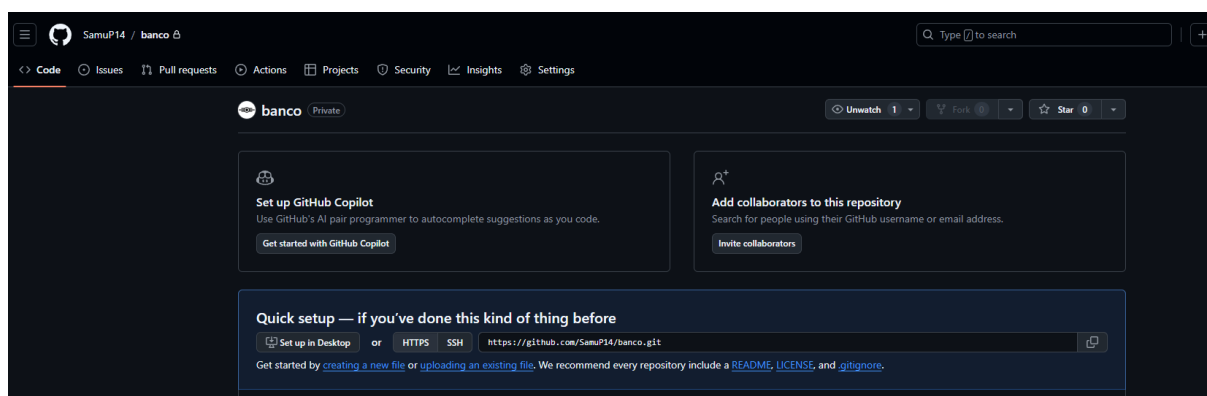 SamuP14 / banco
Type / to search
Code Issues Pull requests Actions Projects Security Insights Settings
banco Private
Unwatch 1 Fork 0 Star 0
Set up GitHub Copilot
Use GitHub's AI pair programmer to autocomplete suggestions as you code.
Get started with GitHub Copilot
Add collaborators to this repository
Search for people using their GitHub username or email address.
Invite collaborators
Quick setup — if you've done this kind of thing before
Set up in Desktop or HTTPS SSH https://github.com/SamuP14/banco.git
Get started by creating a new file or uploading an existing file. We recommend every repository include a README, LICENSE, and .gitignore.